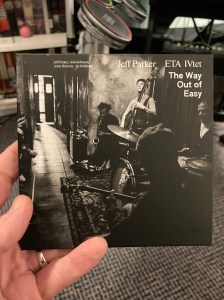 Jeff Parker ETA IVtet
The Way
Out of
Easy